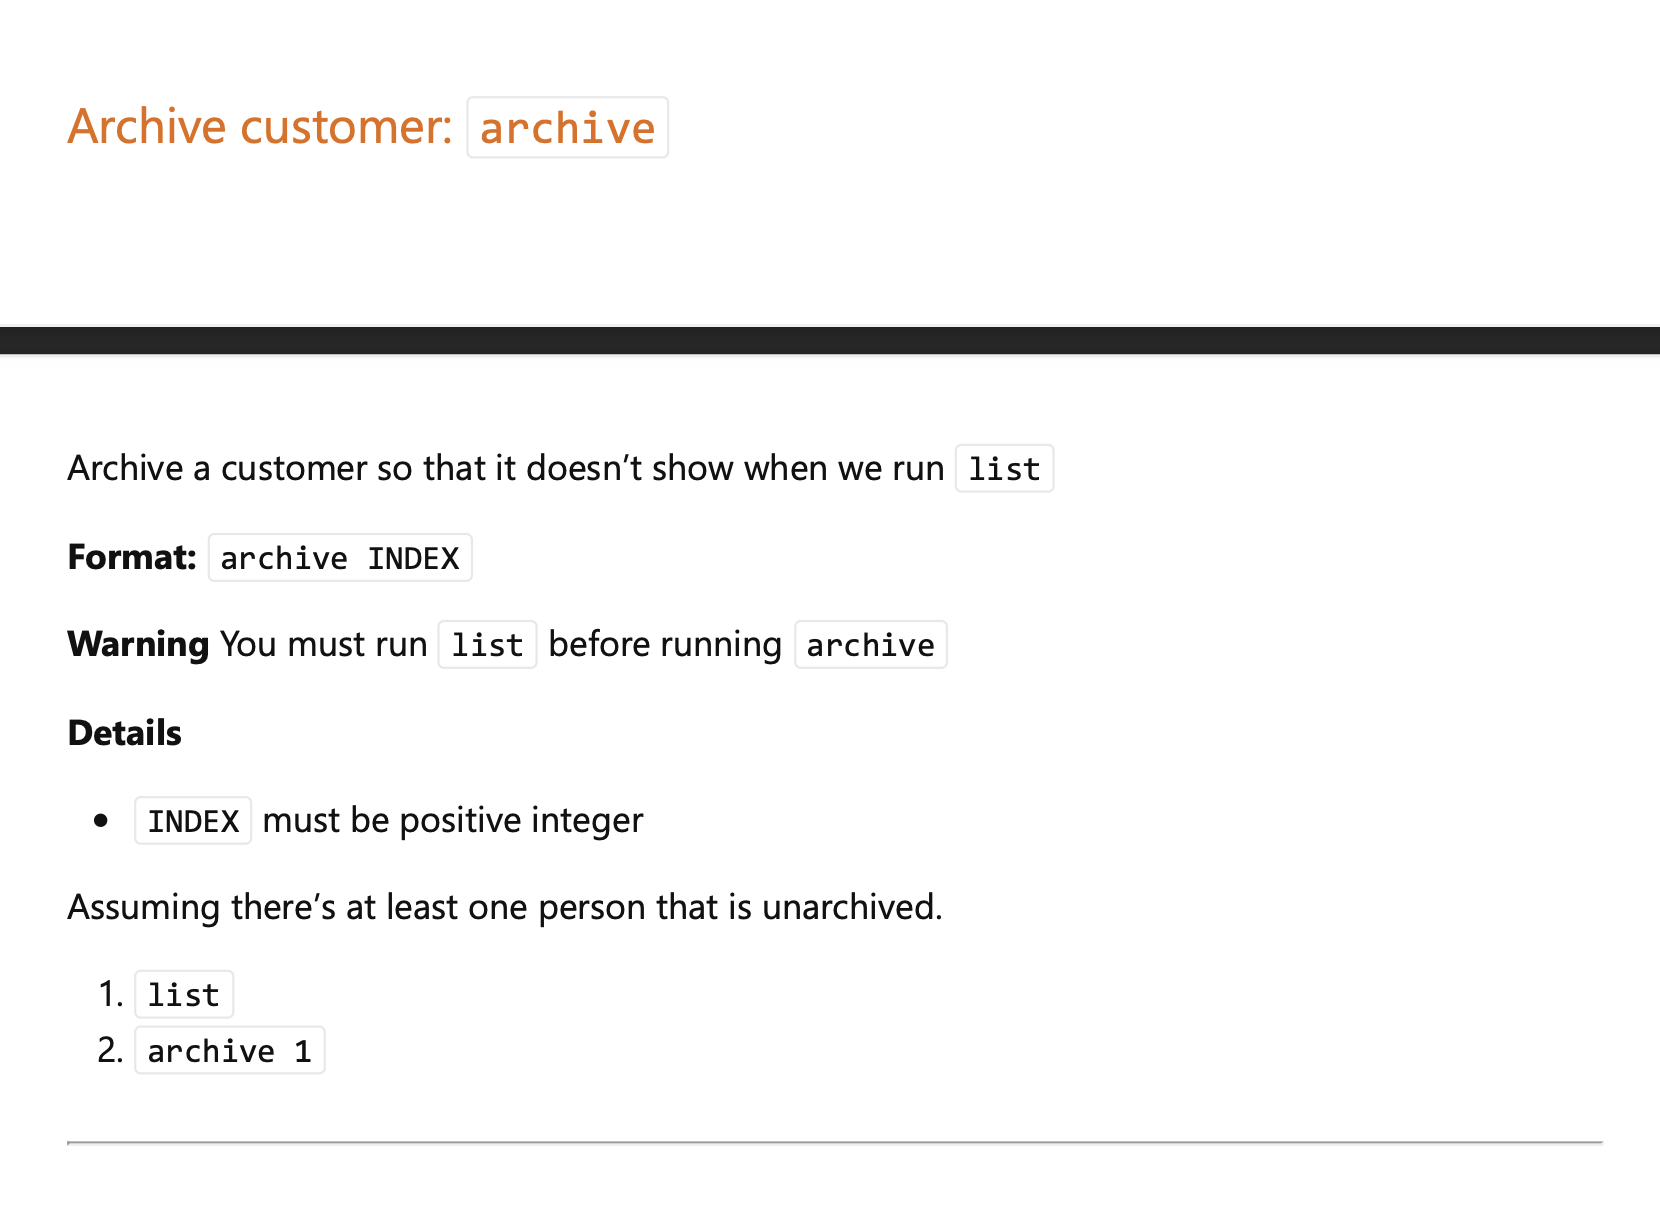 Archive customer: archive
Archive a customer so that it doesn’t show when we run list
Format: archive INDEX
Warning You must run list before running archive
Details
• INDEX must be positive integer
Assuming there’s at least one person that is unarchived.
1. list
2. archive 1